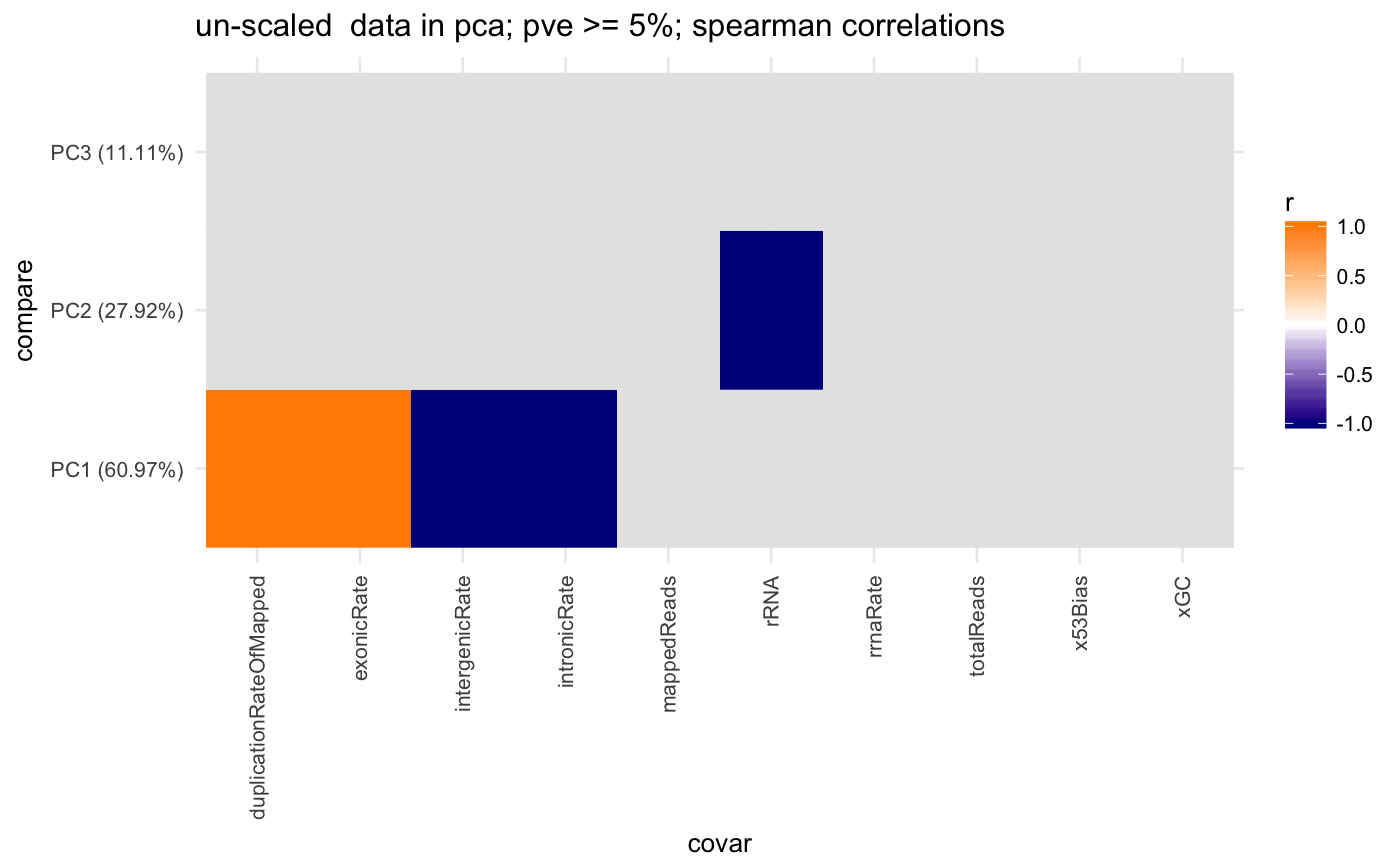 un-scaled  data in pca; pve >= 5%; spearman correlations
PC3 (11.11%)
PC2 (27.92%)
PC1 (60.97%)
compare
duplicationRateOfMapped
exonicRate
intergenicRate
intronicRate
mappedReads
rRNA
rrnaRate
totalReads
x53Bias
xGC
covar
r
1.0
0.5
0.0
-0.5
-1.0